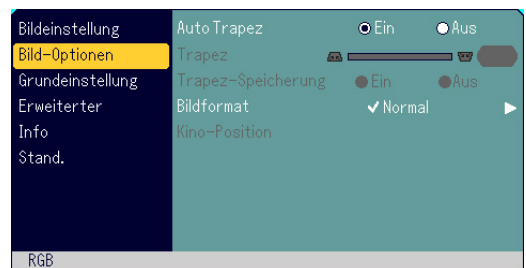 Bildeinstellung
Bild-Optionen
Grundeinstellung
Erweiterter
Info
Stand.
Auto Trapez Ein Aus
Trapez
Trapez-Speicherung Ein Aus
Bildformat Normal
Kino-Position
RGB